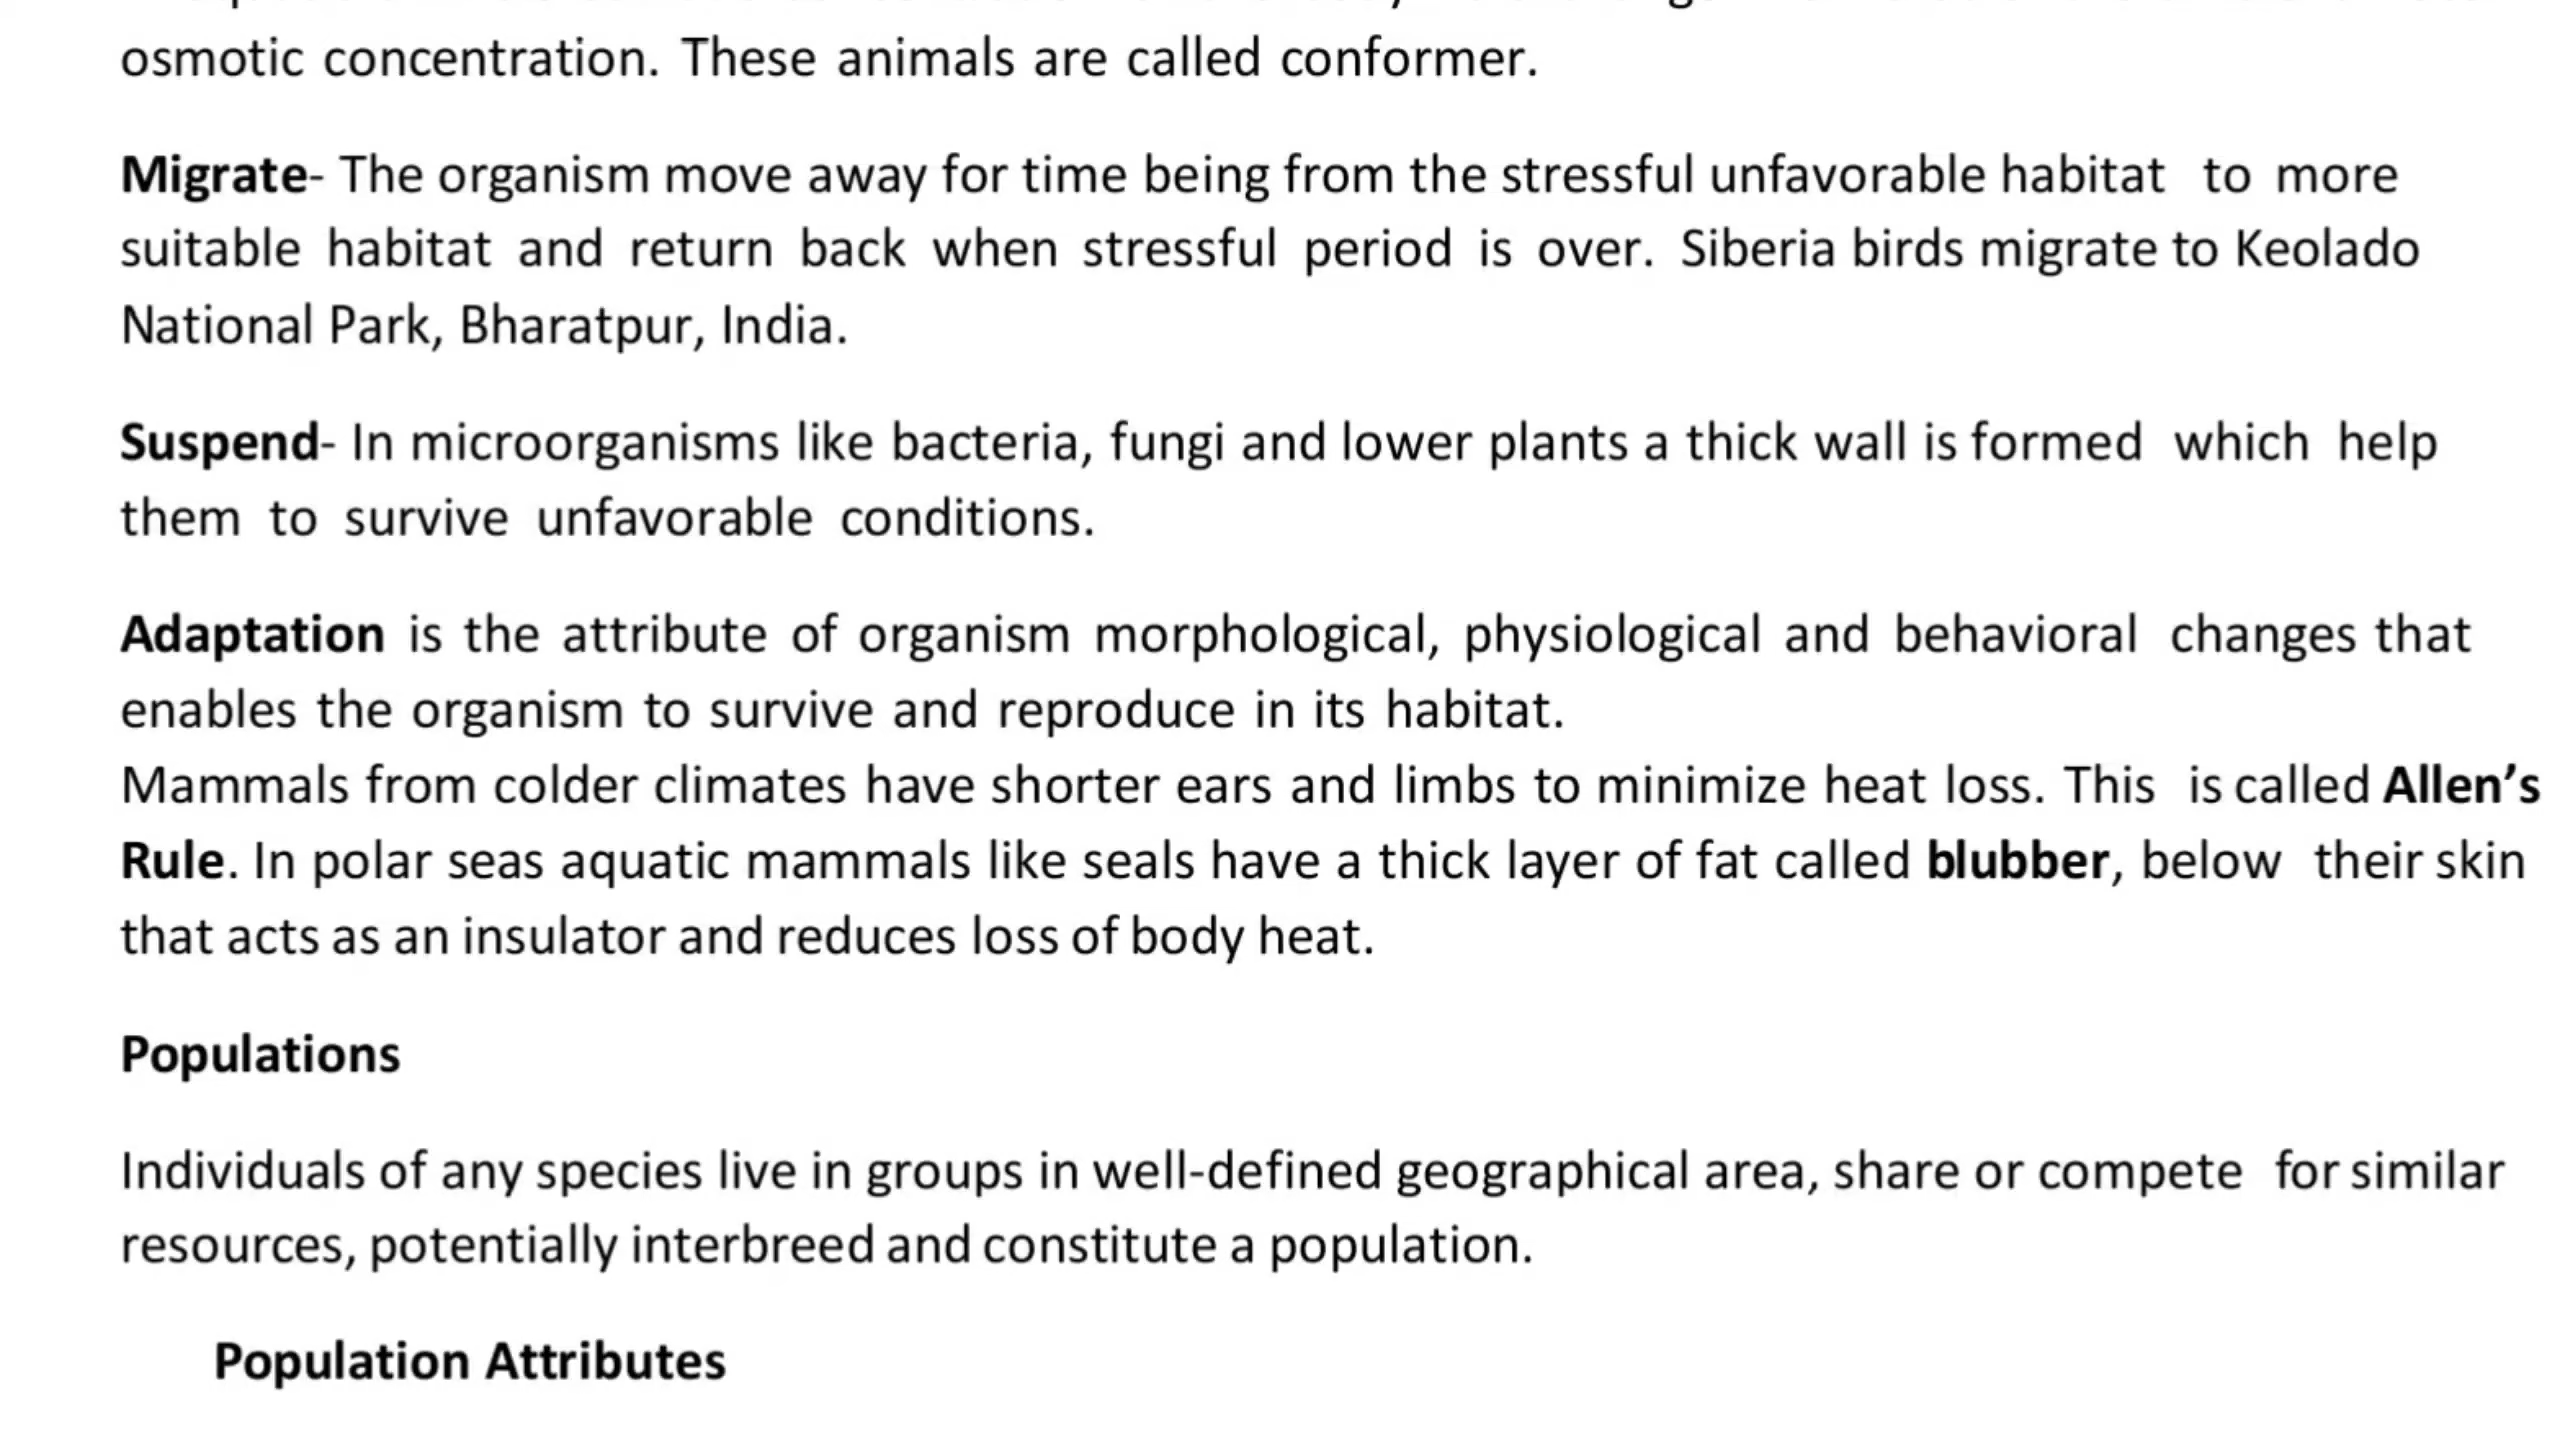 osmotic concentration. These animals are called conformer.
Migrate- The organism move away for time being from the stressful unfavorable habitat to more
suitable habitat and return back when stressful period is over. Siberia birds migrate to Keolado
National Park, Bharatpur, India.
Suspend- In microorganisms like bacteria, fungi and lower plants a thick wall is formed which help
them to survive unfavorable conditions.
Adaptation is the attribute of organism morphological, physiological and behavioral changes that
enables the organism to survive and reproduce in its habitat.
Mammals from colder climates have shorter ears and limbs to minimize heat loss. This is called Allen’s
Rule. In polar seas aquatic mammals like seals have a thick layer of fat called blubber, below their skin
that acts as an insulator and reduces loss of body heat.
Populations
Individuals of any species live in groups in well-defined geographical area, share or compete for similar
resources, potentially interbreed and constitute a population.
Population Attributes